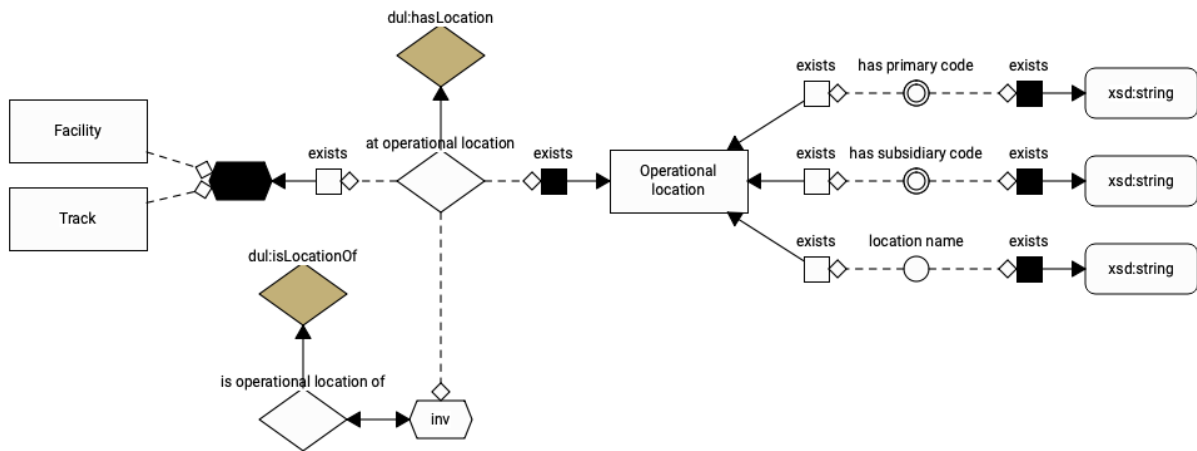 dul:hasLocation
exists
has primary code
exists
xsd:string
Facility
exists
at operational location
exists
Operational
location
exists
has subsidiary code
exists
xsd:string
Track
exists
location name
exists
xsd:string
dul:isLocationOf
is operational location of
inv